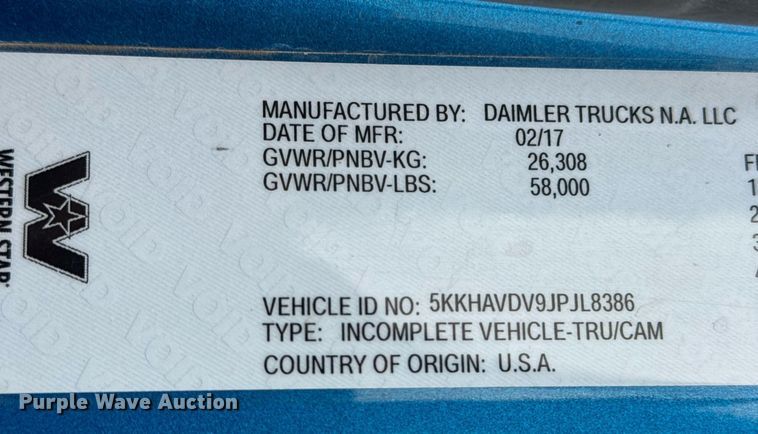 MANUFACTURED BY: DAIMLER TRUCKS N.A. LLC
DATE OF MFR: 02/17
GVWR/PNBV-KG: 26,308
GVWR/PNBV-LBS: 58,000
VEHICLE ID NO: 5KKHAVDV9JPJL8386
TYPE: INCOMPLETE VEHICLE-TRU/CAM
COUNTRY OF ORIGIN: U.S.A.
WESTERN STAR
Purple Wave Auction